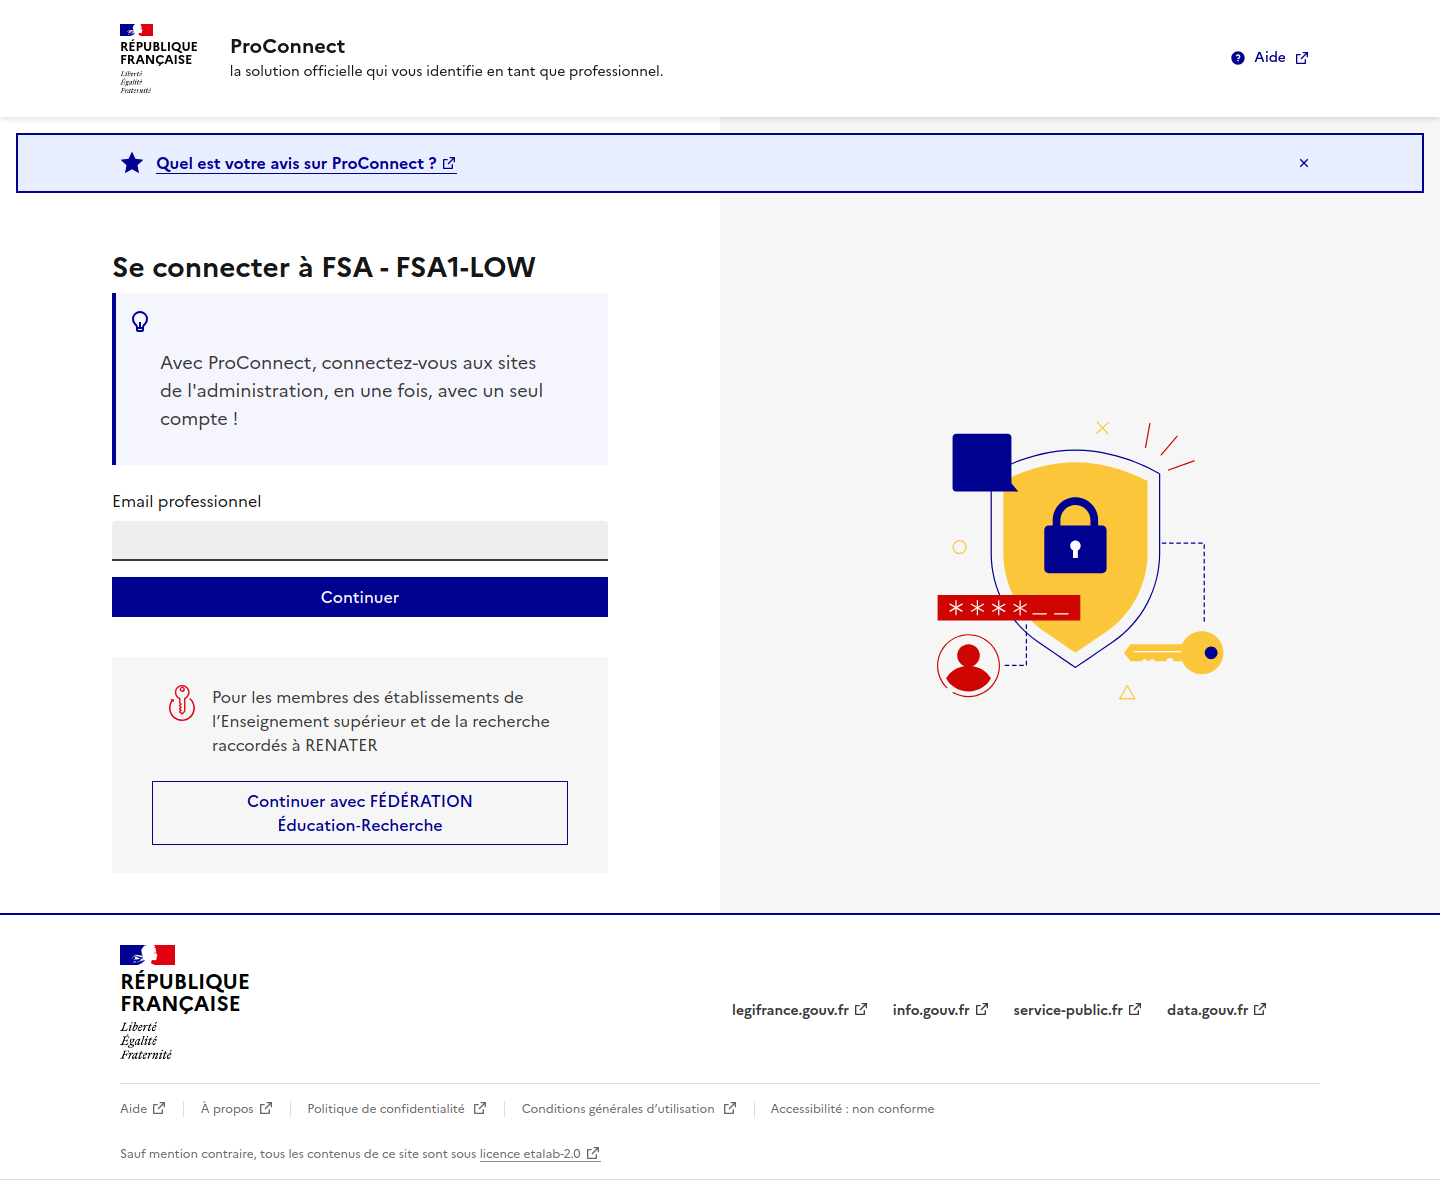 RÉPUBLIQUE
FRANÇAISE
Liberté
Égalité
Fraternité
ProConnect
la solution officielle qui vous identifie en tant que professionnel.
Aide
Quel est votre avis sur ProConnect ?
Se connecter à FSA - FSA1-LOW
Avec ProConnect, connectez-vous aux sites
de l'administration, en une fois, avec un seul
compte !
Email professionnel
Continuer
Pour les membres des établissements de
l’Enseignement supérieur et de la recherche
raccordés à RENATER
Continuer avec FÉDÉRATION
Éducation-Recherche
RÉPUBLIQUE
FRANÇAISE
Liberté
Égalité
Fraternité
legifrance.gouv.fr info.gouv.fr service-public.fr data.gouv.fr
Aide À propos Politique de confidentialité Conditions générales d’utilisation Accessibilité : non conforme
Sauf mention contraire, tous les contenus de ce site sont sous licence etalab-2.0